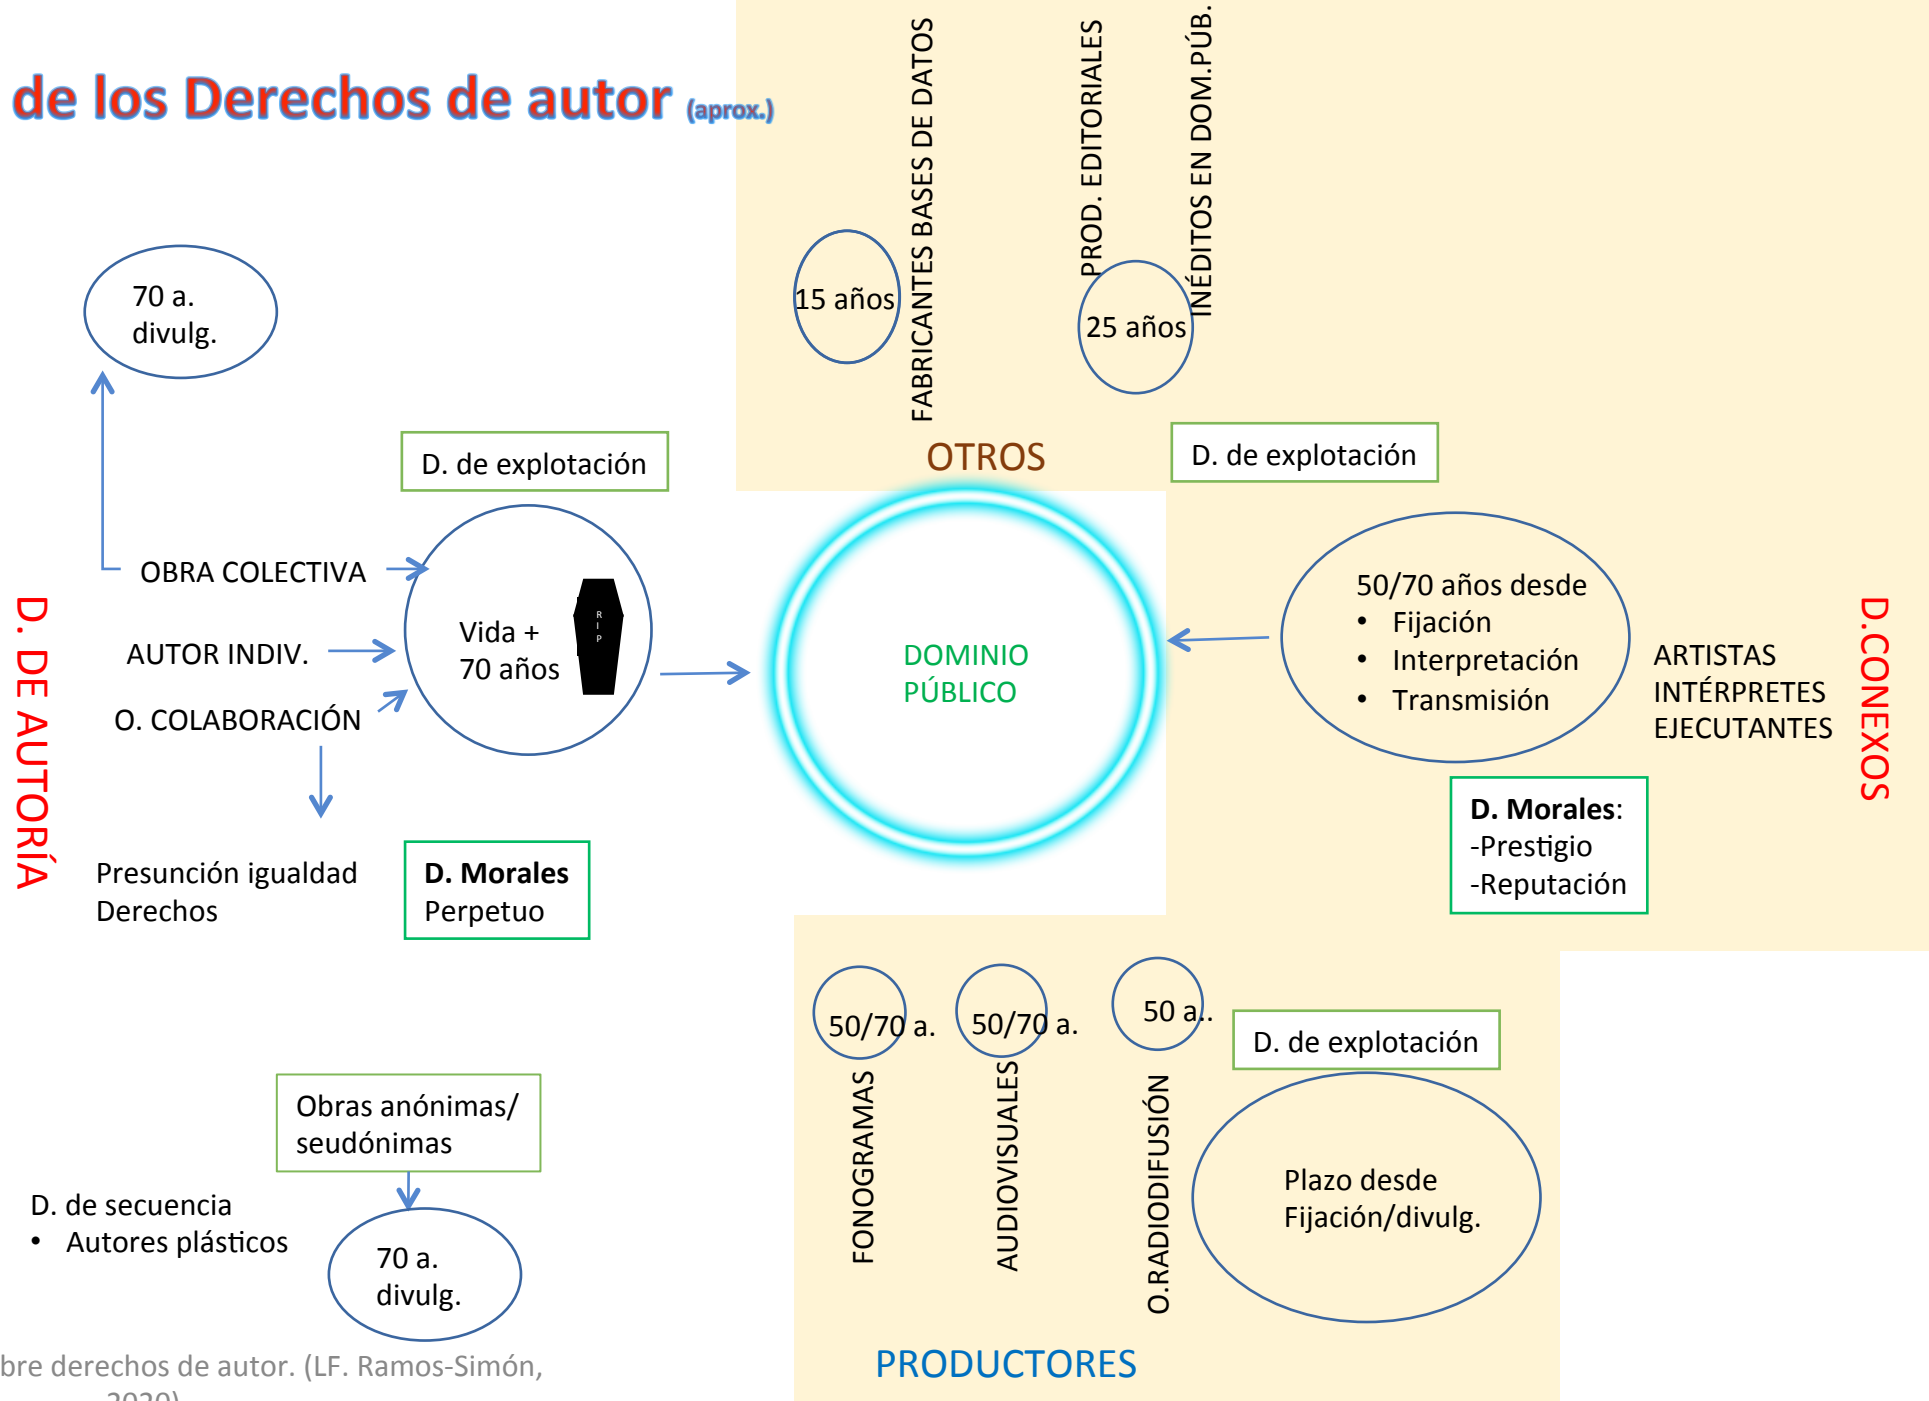 de los Derechos de autor (aprox.)
FABRICANTES BASES DE DATOS
PROD. EDITORIALES
INÉDITOS EN DOM.PÚB.
15 años
25 años
OTROS
70 a.
divulg.
D. de explotación
D. DE AUTORÍA
OBRA COLECTIVA
AUTOR INDIV.
O. COLABORACIÓN
Vida +
70 años
R
I
P
Presunción igualdad
Derechos
D. Morales
Perpetuo
DOMINIO
PÚBLICO
D. de explotación
50/70 años desde
• Fijación
• Interpretación
• Transmisión
ARTISTAS
INTÉRPRETES
EJECUTANTES
D.CONEXOS
D. Morales:
-Prestigio
-Reputación
Obras anónimas/
seudónimas
D. de secuencia
• Autores plásticos
70 a.
divulg.
50/70 a.
50/70 a.
50 a..
FONOGRAMAS
AUDIOVISUALES
O.RADIODIFUSIÓN
D. de explotación
Plazo desde
Fijación/divulg.
PRODUCTORES
bre derechos de autor. (LF. Ramos-Simón,
2020)